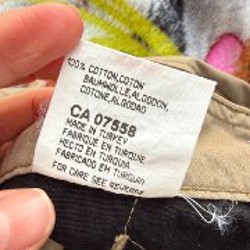 100% COTTON,COTON
BAUMWOLLE,ALGODON,
COTONE,ALGODAO
CA 07558
MADE IN TURKEY
FABRIQUE EN TURQUIE
HECHO EN TURQUIA
FABRICADO EN TURQUIA
FOR CARE SEE REVERSE